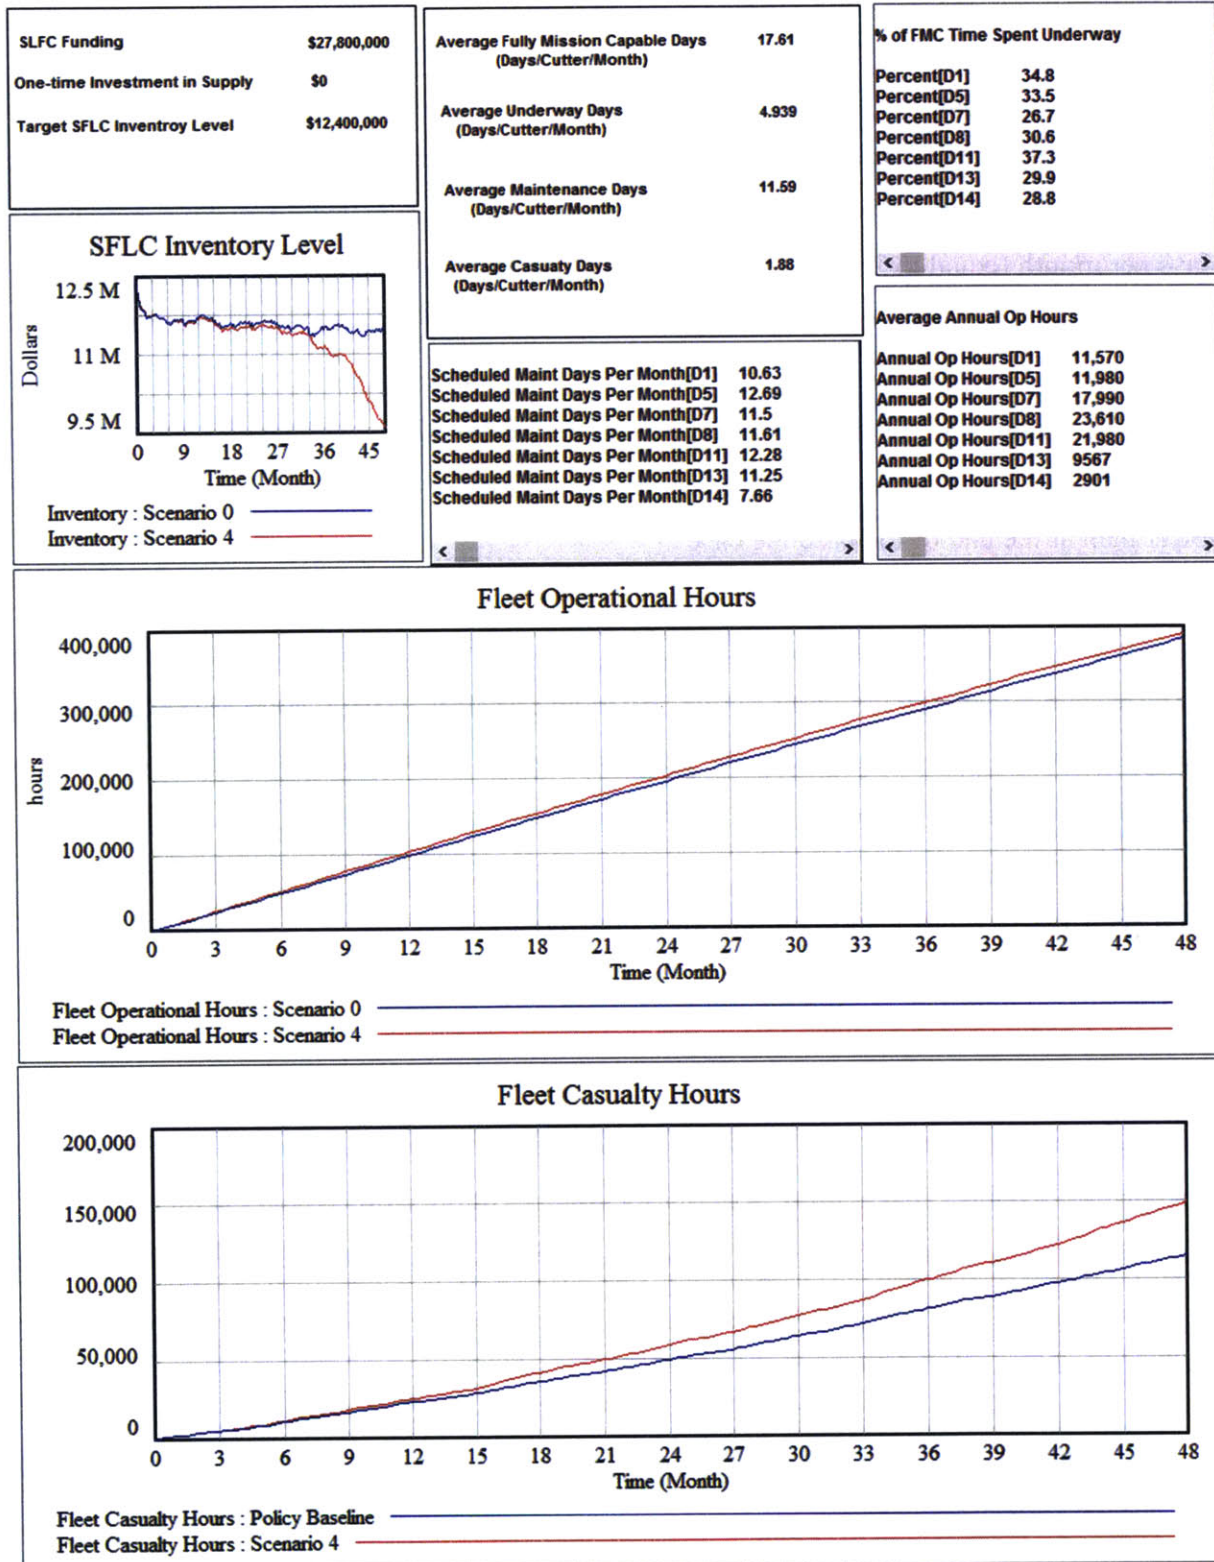 SLFC Funding $27,800,000
One-time Investment in Supply $0
Target SFLC Inventroy Level $12,400,000
Average Fully Mission Capable Days 17.61
(Days/Cutter/Month)
Average Underway Days 4.939
(Days/Cutter/Month)
Average Maintenance Days 11.59
(Days/Cutter/Month)
Average Casuaty Days 1.88
(Days/Cutter/Month)
% of FMC Time Spent Underway
Percent[D1] 34.8
Percent[D5] 33.5
Percent[D7] 26.7
Percent[D8] 30.6
Percent[D11] 37.3
Percent[D13] 29.9
Percent[D14] 28.8
SFLC Inventory Level
Dollars
12.5 M
11 M
9.5 M
0 9 18 27 36 45
Time (Month)
Inventory : Scenario 0
Inventory : Scenario 4
Scheduled Maint Days Per Month[D1] 10.63
Scheduled Maint Days Per Month[D5] 12.69
Scheduled Maint Days Per Month[D7] 11.5
Scheduled Maint Days Per Month[D8] 11.61
Scheduled Maint Days Per Month[D11] 12.28
Scheduled Maint Days Per Month[D13] 11.25
Scheduled Maint Days Per Month[D14] 7.66
Average Annual Op Hours
Annual Op Hours[D1] 11,570
Annual Op Hours[D5] 11,980
Annual Op Hours[D7] 17,990
Annual Op Hours[D8] 23,610
Annual Op Hours[D11] 21,980
Annual Op Hours[D13] 9567
Annual Op Hours[D14] 2901
Fleet Operational Hours
hours
400,000
300,000
200,000
100,000
0
0 3 6 9 12 15 18 21 24 27 30 33 36 39 42 45 48
Time (Month)
Fleet Operational Hours : Scenario 0
Fleet Operational Hours : Scenario 4
Fleet Casualty Hours
200,000
150,000
100,000
50,000
0
0 3 6 9 12 15 18 21 24 27 30 33 36 39 42 45 48
Time (Month)
Fleet Casualty Hours : Policy Baseline
Fleet Casualty Hours : Scenario 4